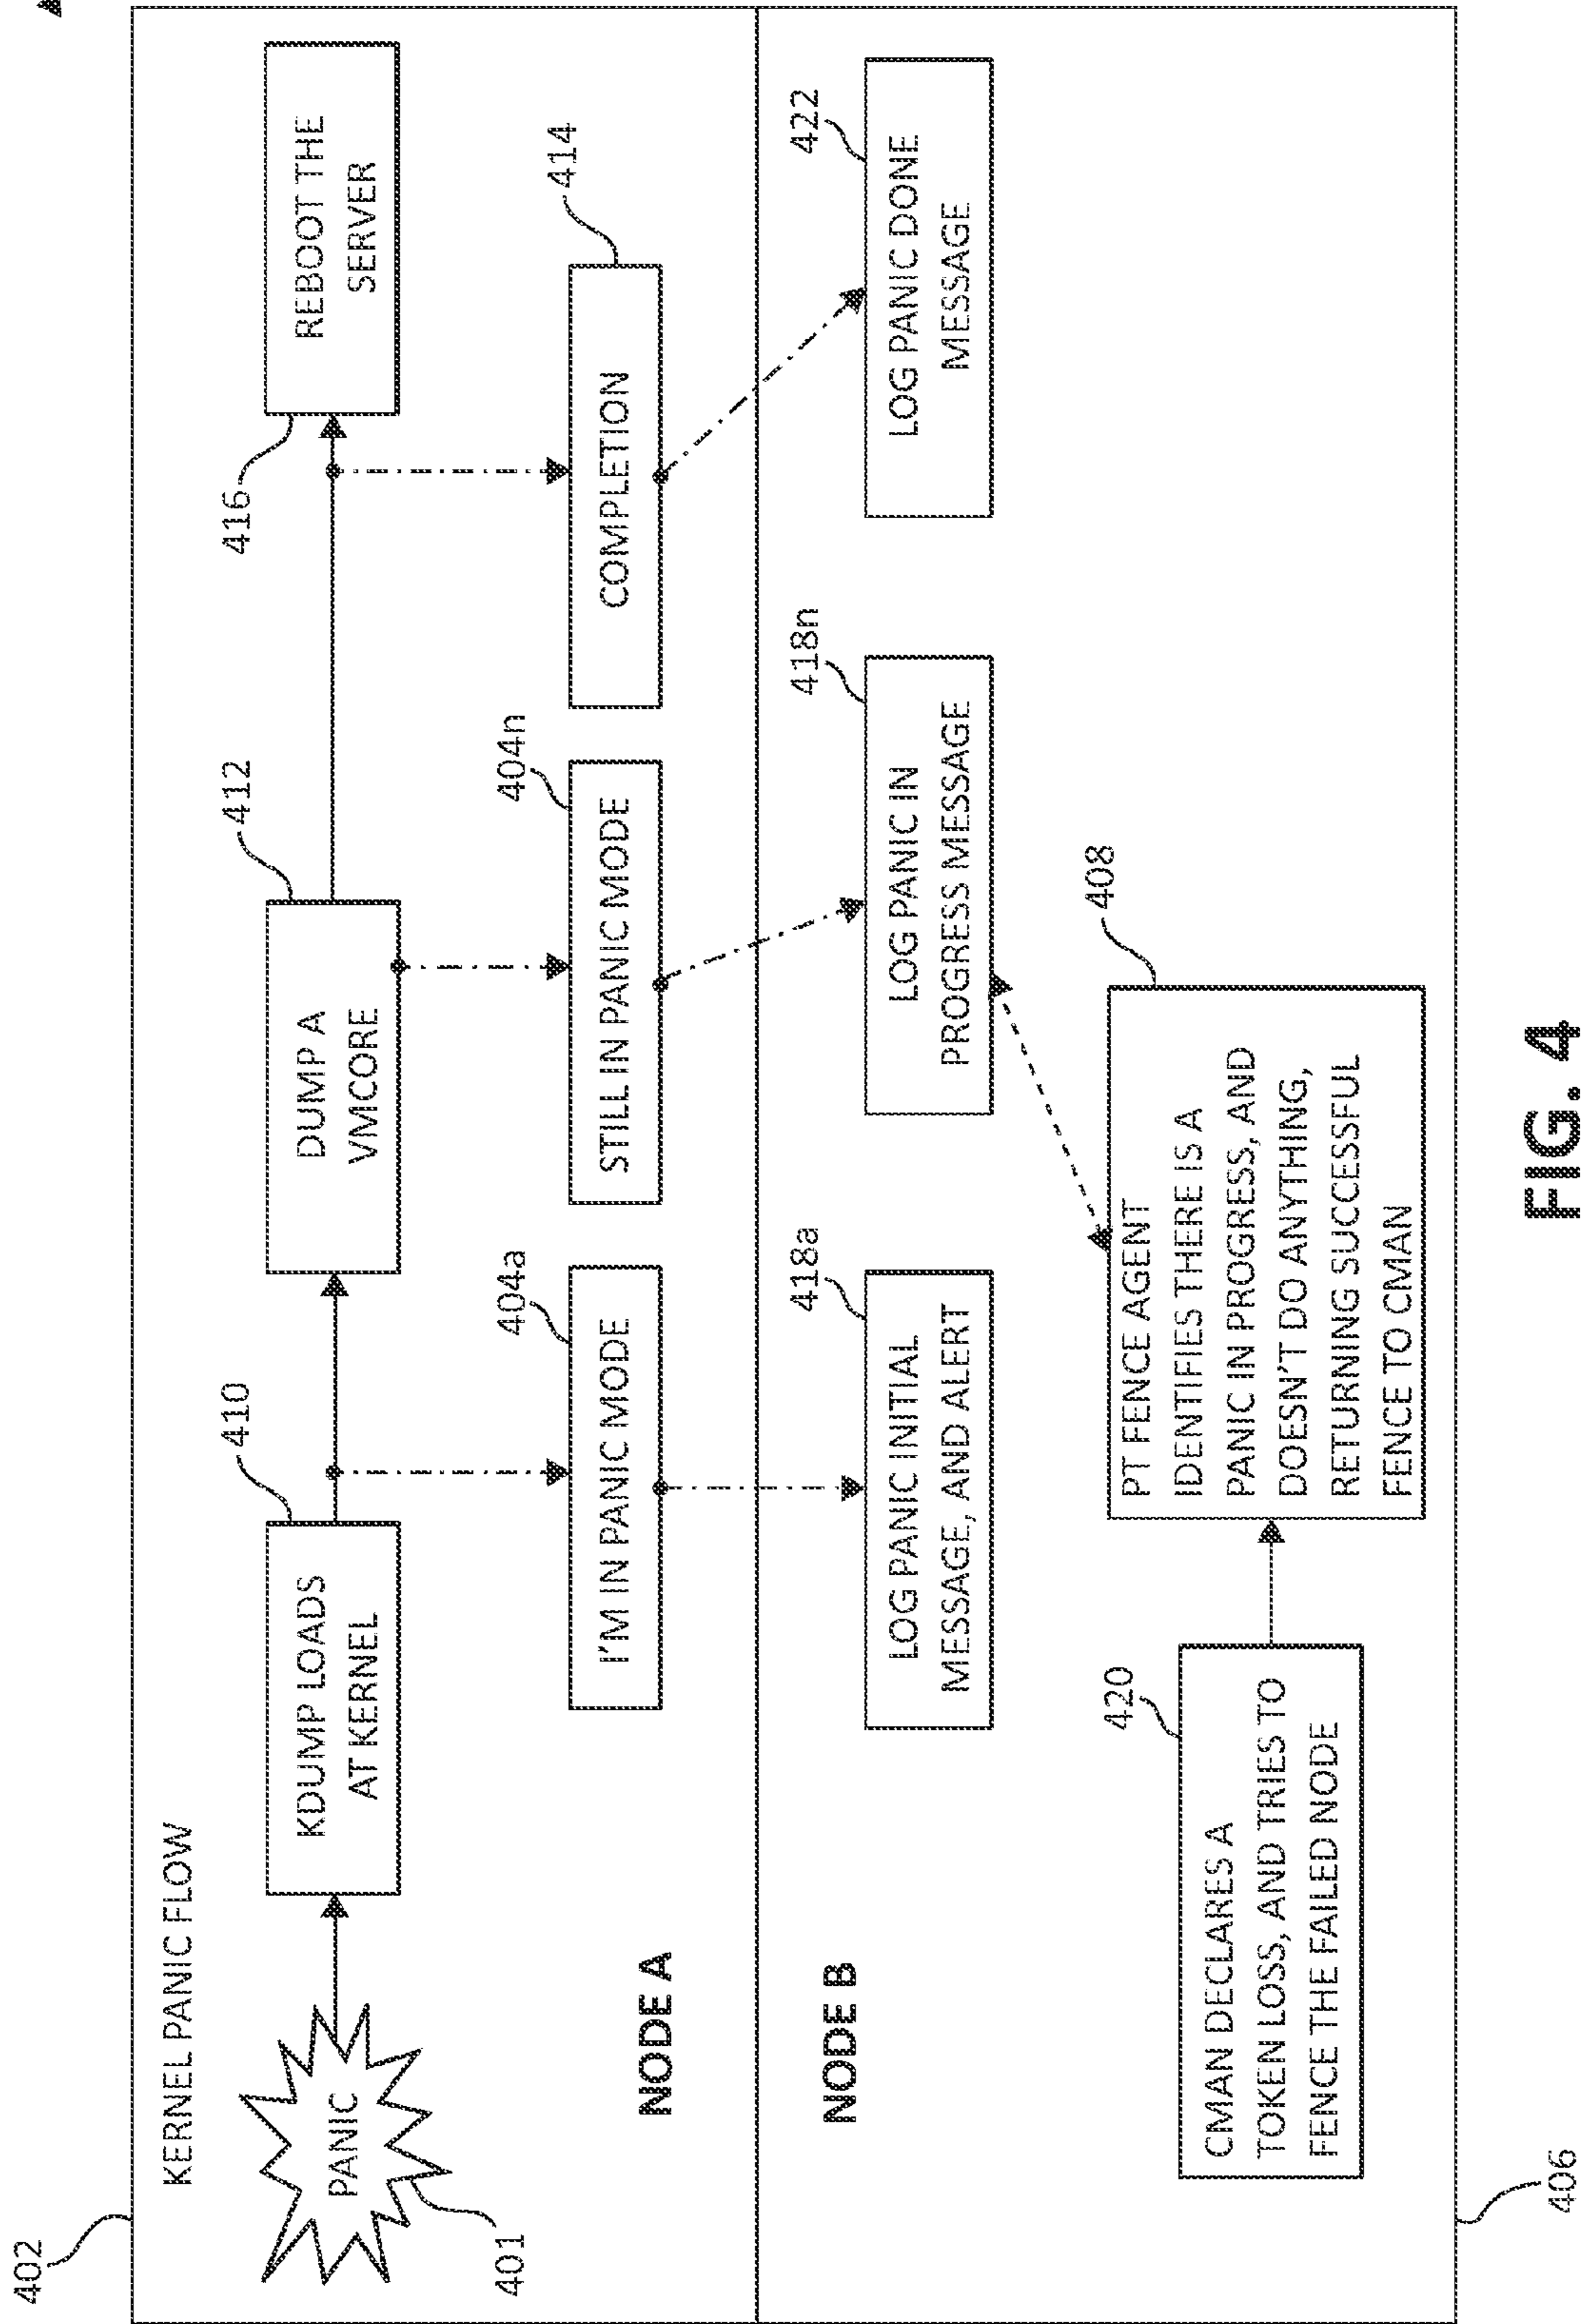 402
KERNEL PANIC FLOW
PANIC
401
410
KDUMP LOADS
AT KERNEL
412
DUMP A
VMCORE
416
REBOOT THE
SERVER
404a
I'M IN PANIC MODE
404n
STILL IN PANIC MODE
414
COMPLETION
NODE A
NODE B
418a
LOG PANIC INITIAL
MESSAGE, AND ALERT
418n
LOG PANIC IN
PROGRESS MESSAGE
422
LOG PANIC DONE
MESSAGE
420
CMAN DECLARES A
TOKEN LOSS, AND TRIES TO
FENCE THE FAILED NODE
408
PT FENCE AGENT
IDENTIFIES THERE IS A
PANIC IN PROGRESS, AND
DOESN'T DO ANYTHING,
RETURNING SUCCESSFUL
FENCE TO CMAN
406
FIG. 4